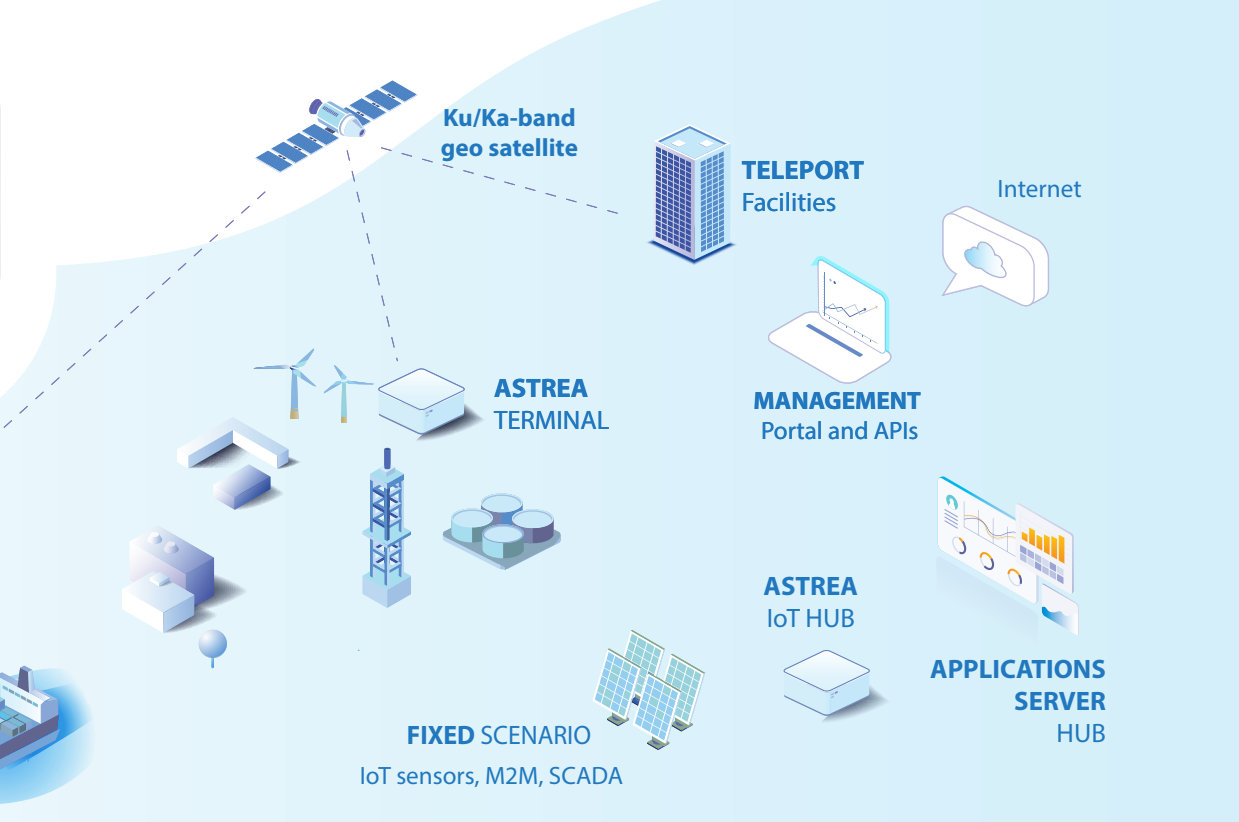 Ku/Ka-band
geo satellite
TELEPORT
Facilities
Internet
ASTREA
TERMINAL
MANAGEMENT
Portal and APIs
ASTREA
IoT HUB
APPLICATIONS
SERVER
HUB
FIXED SCENARIO
IoT sensors, M2M, SCADA